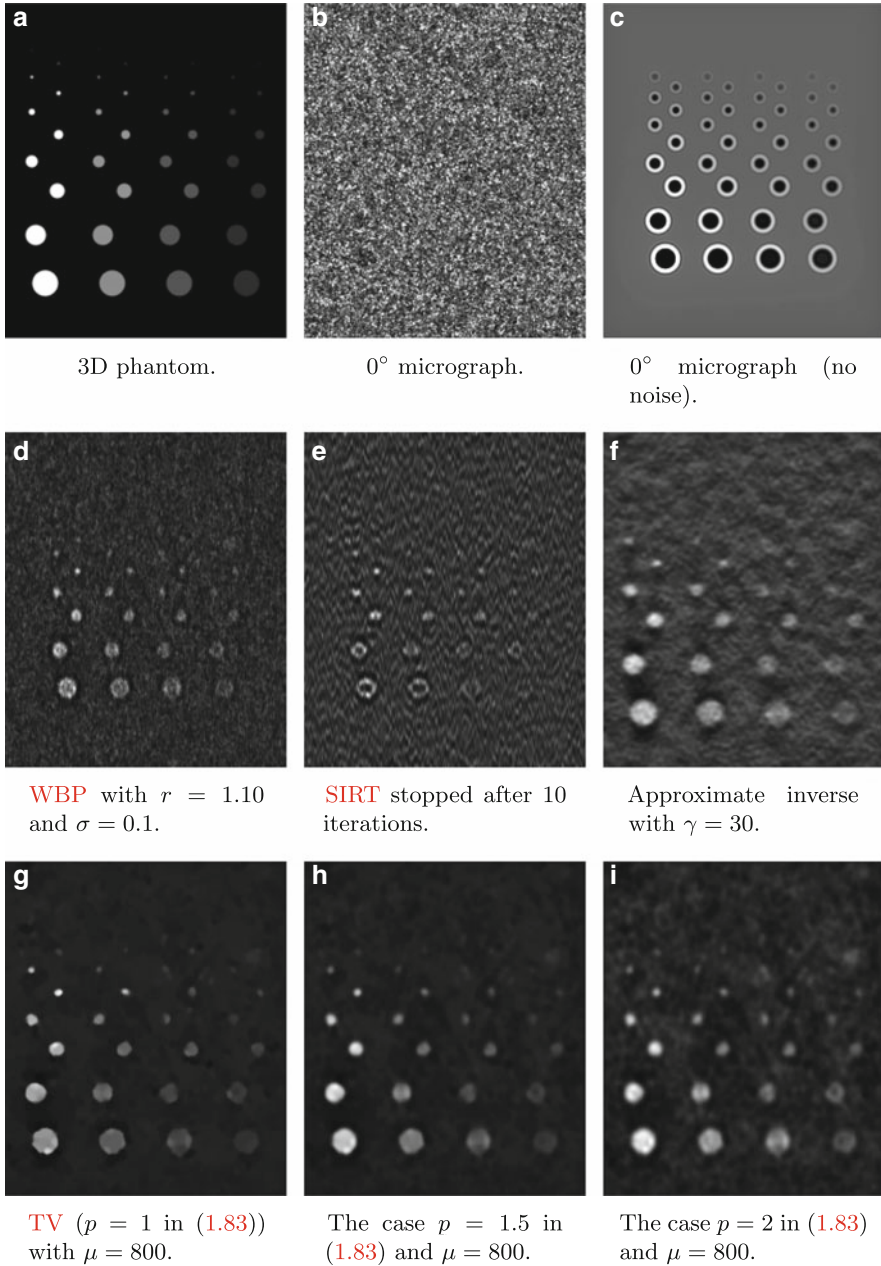 a
b
c
3D phantom.
0° micrograph.
0° micrograph (no
noise).
d
e
f
WBP with r = 1.10
and σ = 0.1.
SIRT stopped after 10
iterations.
Approximate inverse
with γ = 30.
g
h
i
TV (p = 1 in (1.83))
with μ = 800.
The case p = 1.5 in
(1.83) and μ = 800.
The case p = 2 in (1.83)
and μ = 800.